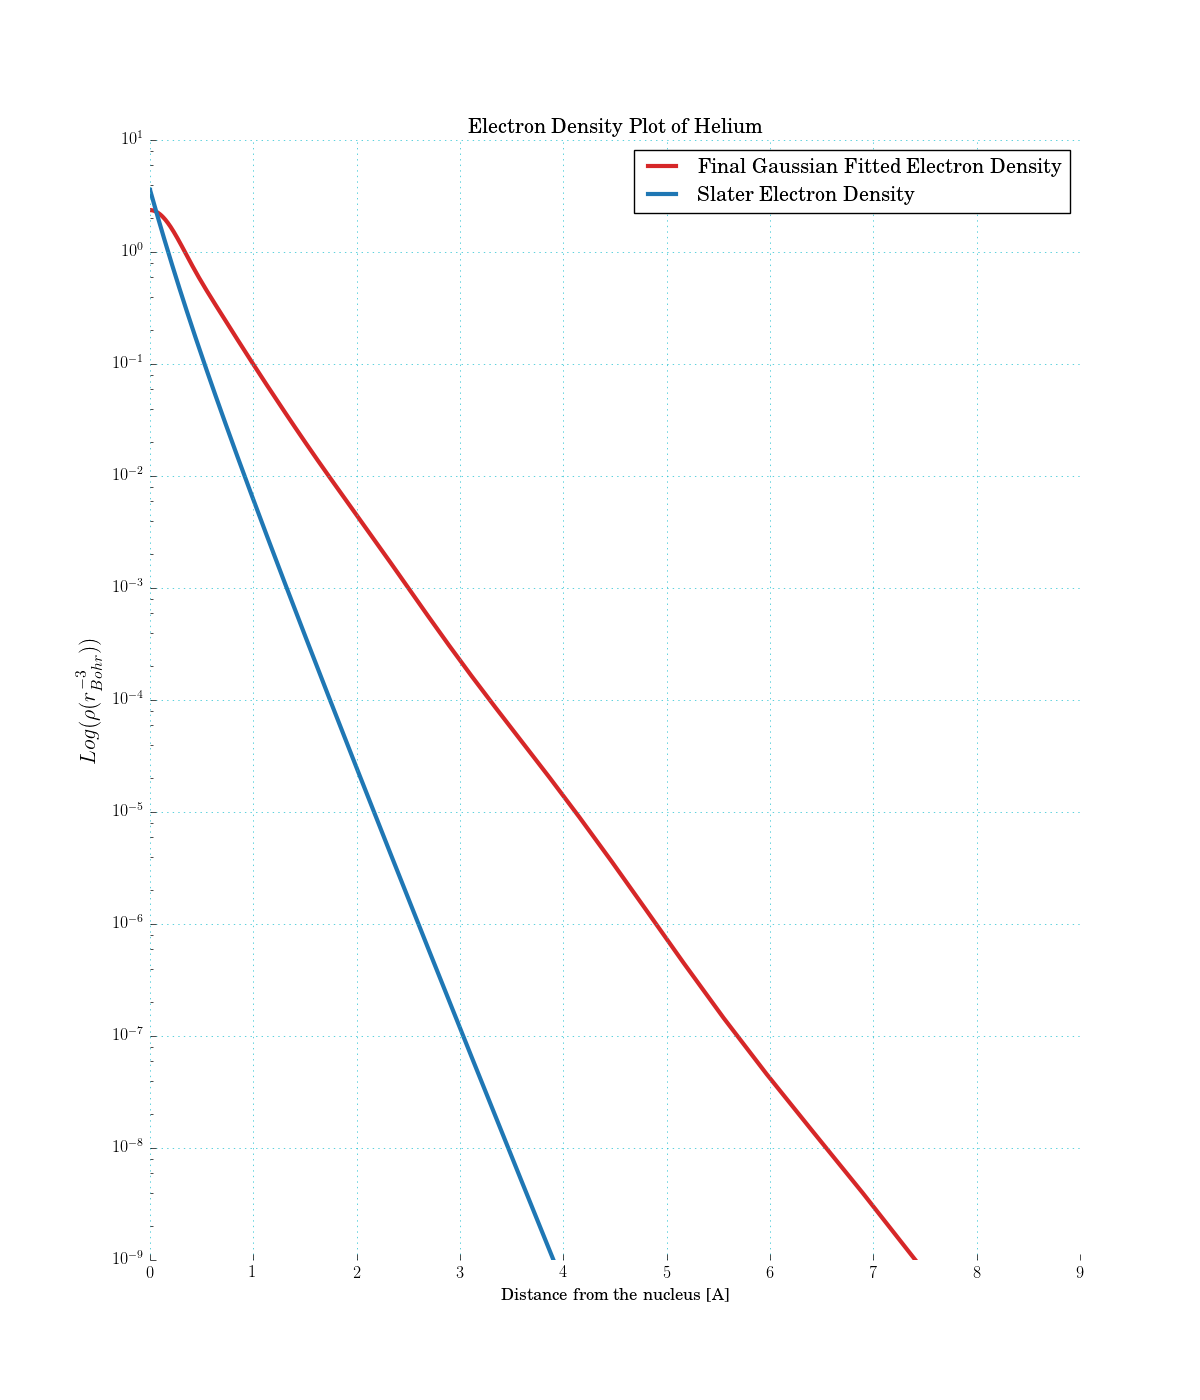 Electron Density Plot of Helium
Final Gaussian Fitted Electron Density
Slater Electron Density
10¹
10⁰
10⁻¹
10⁻²
10⁻³
10⁻⁴
10⁻⁵
10⁻⁶
10⁻⁷
10⁻⁸
10⁻⁹
Log(ρ(r_{Bohr}^{-3}))
0 1 2 3 4 5 6 7 8 9
Distance from the nucleus [A]